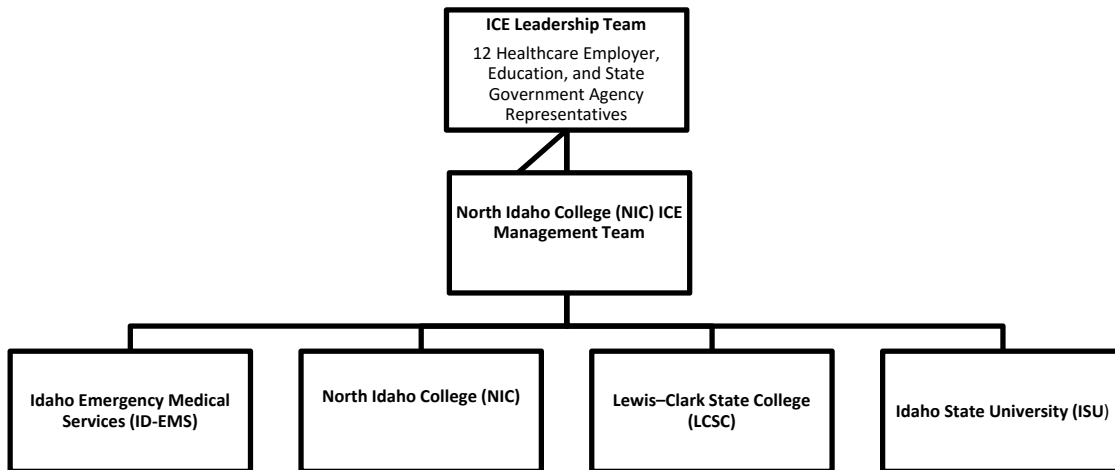 ICE Leadership Team
12 Healthcare Employer,
Education, and State
Government Agency
Representatives
North Idaho College (NIC) ICE
Management Team
Idaho Emergency Medical
Services (ID-EMS)
North Idaho College (NIC)
Lewis–Clark State College
(LCSC)
Idaho State University (ISU)